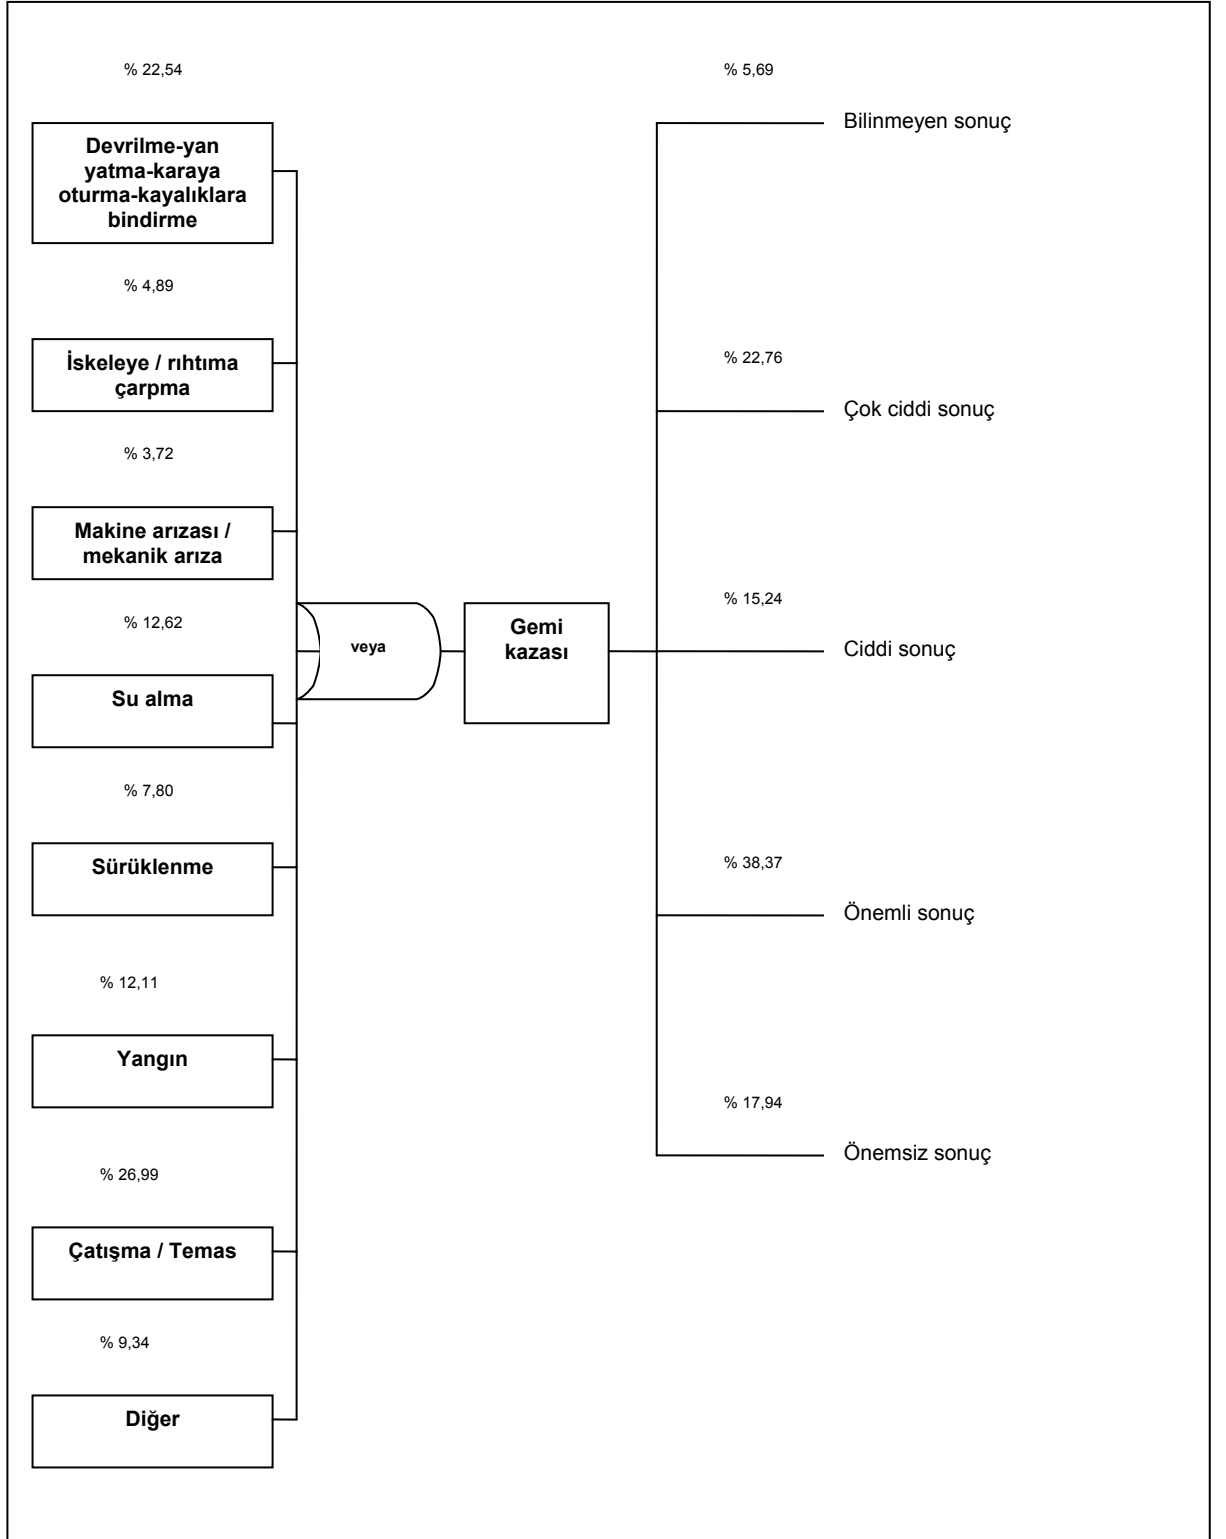 % 22,54
Devrilme-yan
yatma-karaya
oturma-kayalıklara
bindirme
% 4,89
İskeleye / rıhtıma
çarpma
% 3,72
Makine arızası /
mekanik arıza
% 12,62
Su alma
% 7,80
Sürüklenme
% 12,11
Yangın
% 26,99
Çatışma / Temas
% 9,34
Diğer
veya
Gemi
kazası
% 5,69
Bilinmeyen sonuç
% 22,76
Çok ciddi sonuç
% 15,24
Ciddi sonuç
% 38,37
Önemli sonuç
% 17,94
Önemsiz sonuç